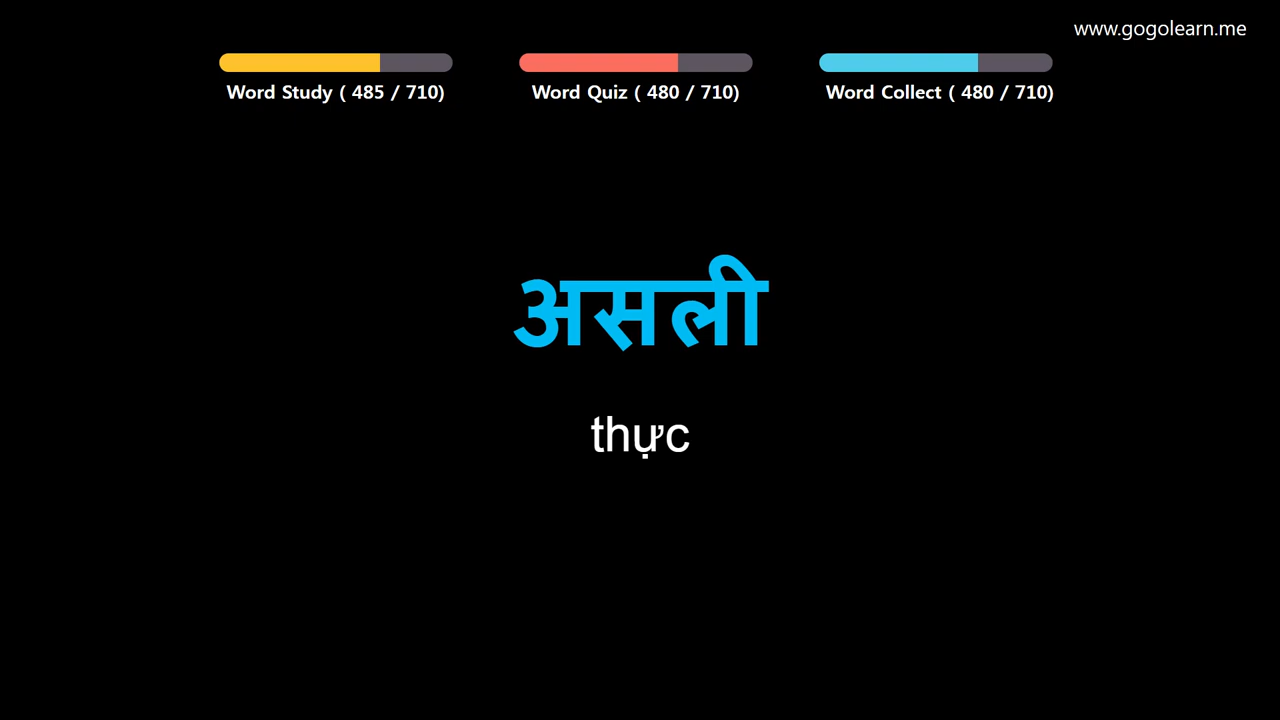 www.gogolearn.me
Word Study ( 485 / 710)
Word Quiz ( 480 / 710)
Word Collect ( 480 / 710)
असली
thực